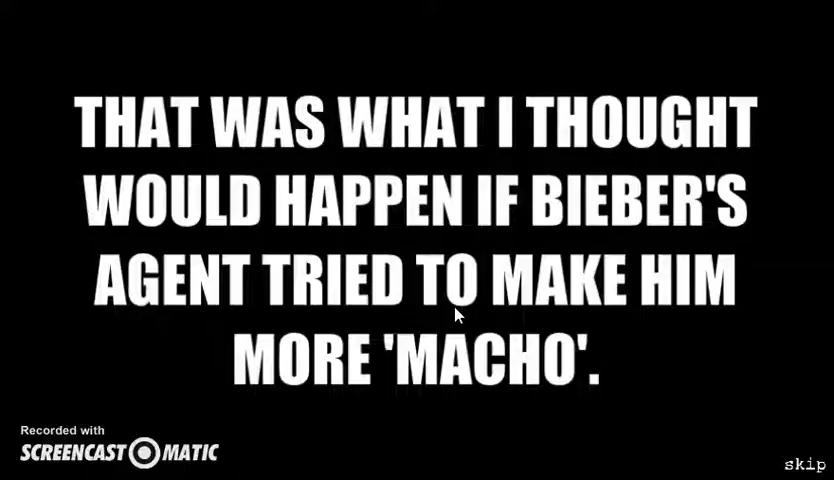 THAT WAS WHAT I THOUGHT
WOULD HAPPEN IF BIEBER'S
AGENT TRIED TO MAKE HIM
MORE 'MACHO'.
Recorded with
SCREENCAST O MATIC
skip